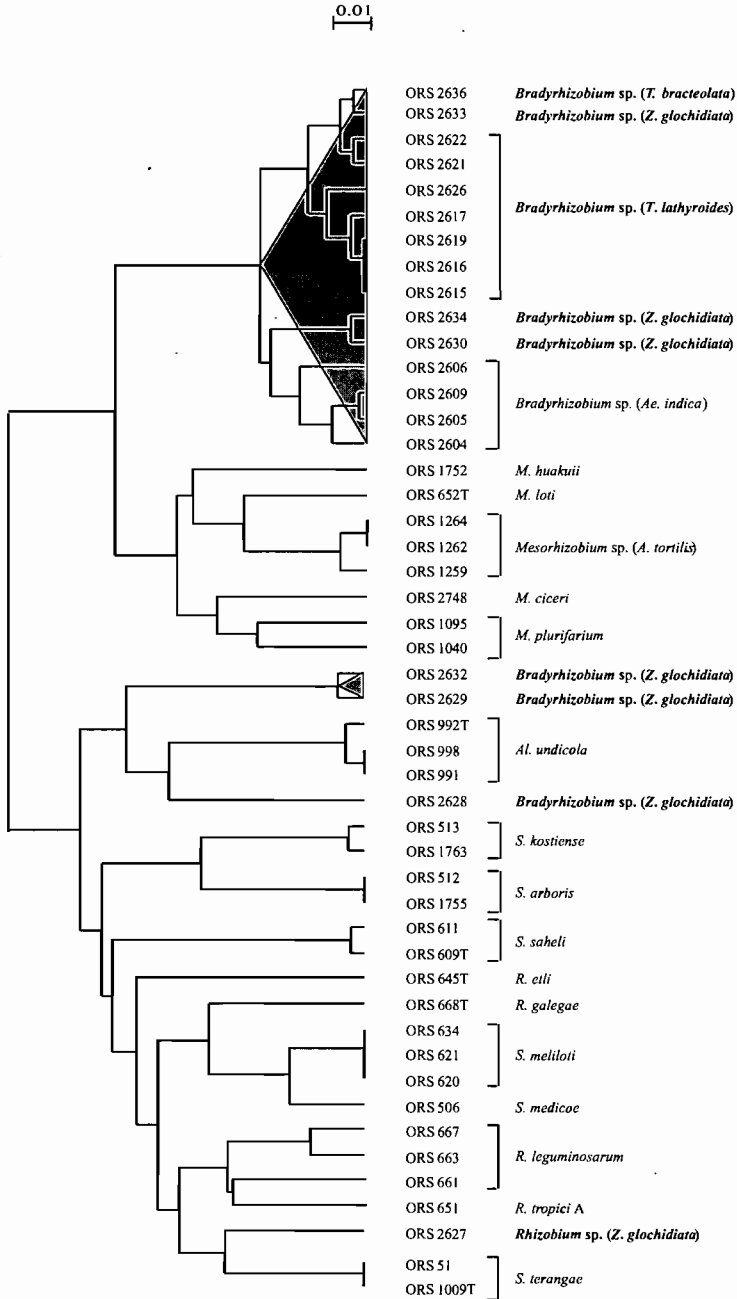 0.01
ORS 2636 Bradyrhizobium sp. (T. bracteolata)
ORS 2633 Bradyrhizobium sp. (Z. glochidiata)
ORS 2622
ORS 2621
ORS 2626
ORS 2617 Bradyrhizobium sp. (T. lathyroides)
ORS 2619
ORS 2616
ORS 2615
ORS 2634 Bradyrhizobium sp. (Z. glochidiata)
ORS 2630 Bradyrhizobium sp. (Z. glochidiata)
ORS 2606
ORS 2609 Bradyrhizobium sp. (Ae. indica)
ORS 2605
ORS 2604
ORS 1752 M. huakuii
ORS 652T M. loti
ORS 1264
ORS 1262 Mesorhizobium sp. (A. tortilis)
ORS 1259
ORS 2748 M. ciceri
ORS 1095 M. plurifarium
ORS 1040
ORS 2632 Bradyrhizobium sp. (Z. glochidiata)
ORS 2629 Bradyrhizobium sp. (Z. glochidiata)
ORS 992T
ORS 998 Al. undicola
ORS 991
ORS 2628 Bradyrhizobium sp. (Z. glochidiata)
ORS 513 S. kostiense
ORS 1763
ORS 512 S. arboris
ORS 1755
ORS 611 S. saheli
ORS 609T
ORS 645T R. etli
ORS 668T R. galegae
ORS 634
ORS 621 S. meliloti
ORS 620
ORS 506 S. medicoe
ORS 667
ORS 663 R. leguminosarum
ORS 661
ORS 651 R. tropici A
ORS 2627 Rhizobium sp. (Z. glochidiata)
ORS 51 S. terangae
ORS 1009T